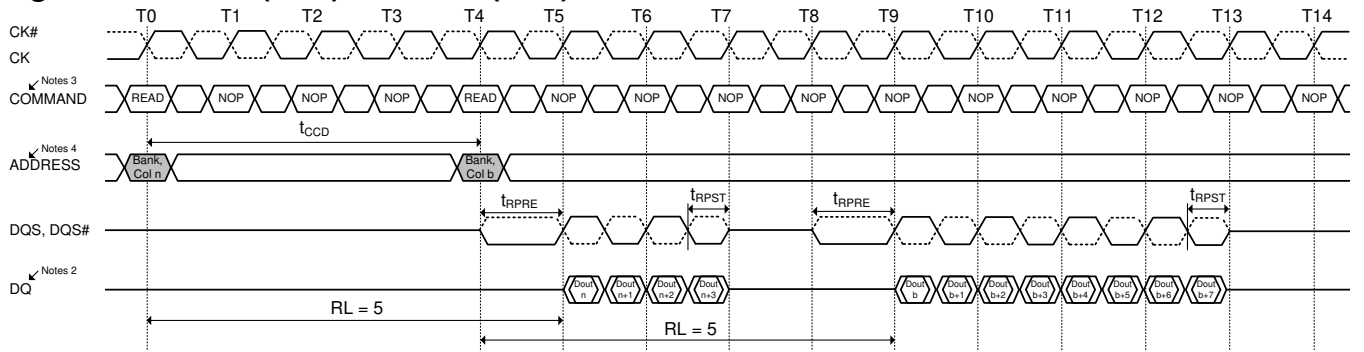 T0 T1 T2 T3 T4 T5 T6 T7 T8 T9 T10 T11 T12 T13 T14
CK#
CK
Notes 3
COMMAND READ NOP NOP NOP READ NOP NOP NOP NOP NOP NOP NOP NOP NOP NOP
tCCD
Notes 4
ADDRESS
Bank, Bank,
Col n Col b
tRPRE tRPST tRPRE tRPST
DQS, DQS#
Notes 2
DQ
Dout Dout Dout Dout Dout Dout Dout Dout Dout Dout Dout Dout
n n+1 n+2 n+3 b b+1 b+2 b+3 b+4 b+5 b+6 b+7
RL = 5
RL = 5